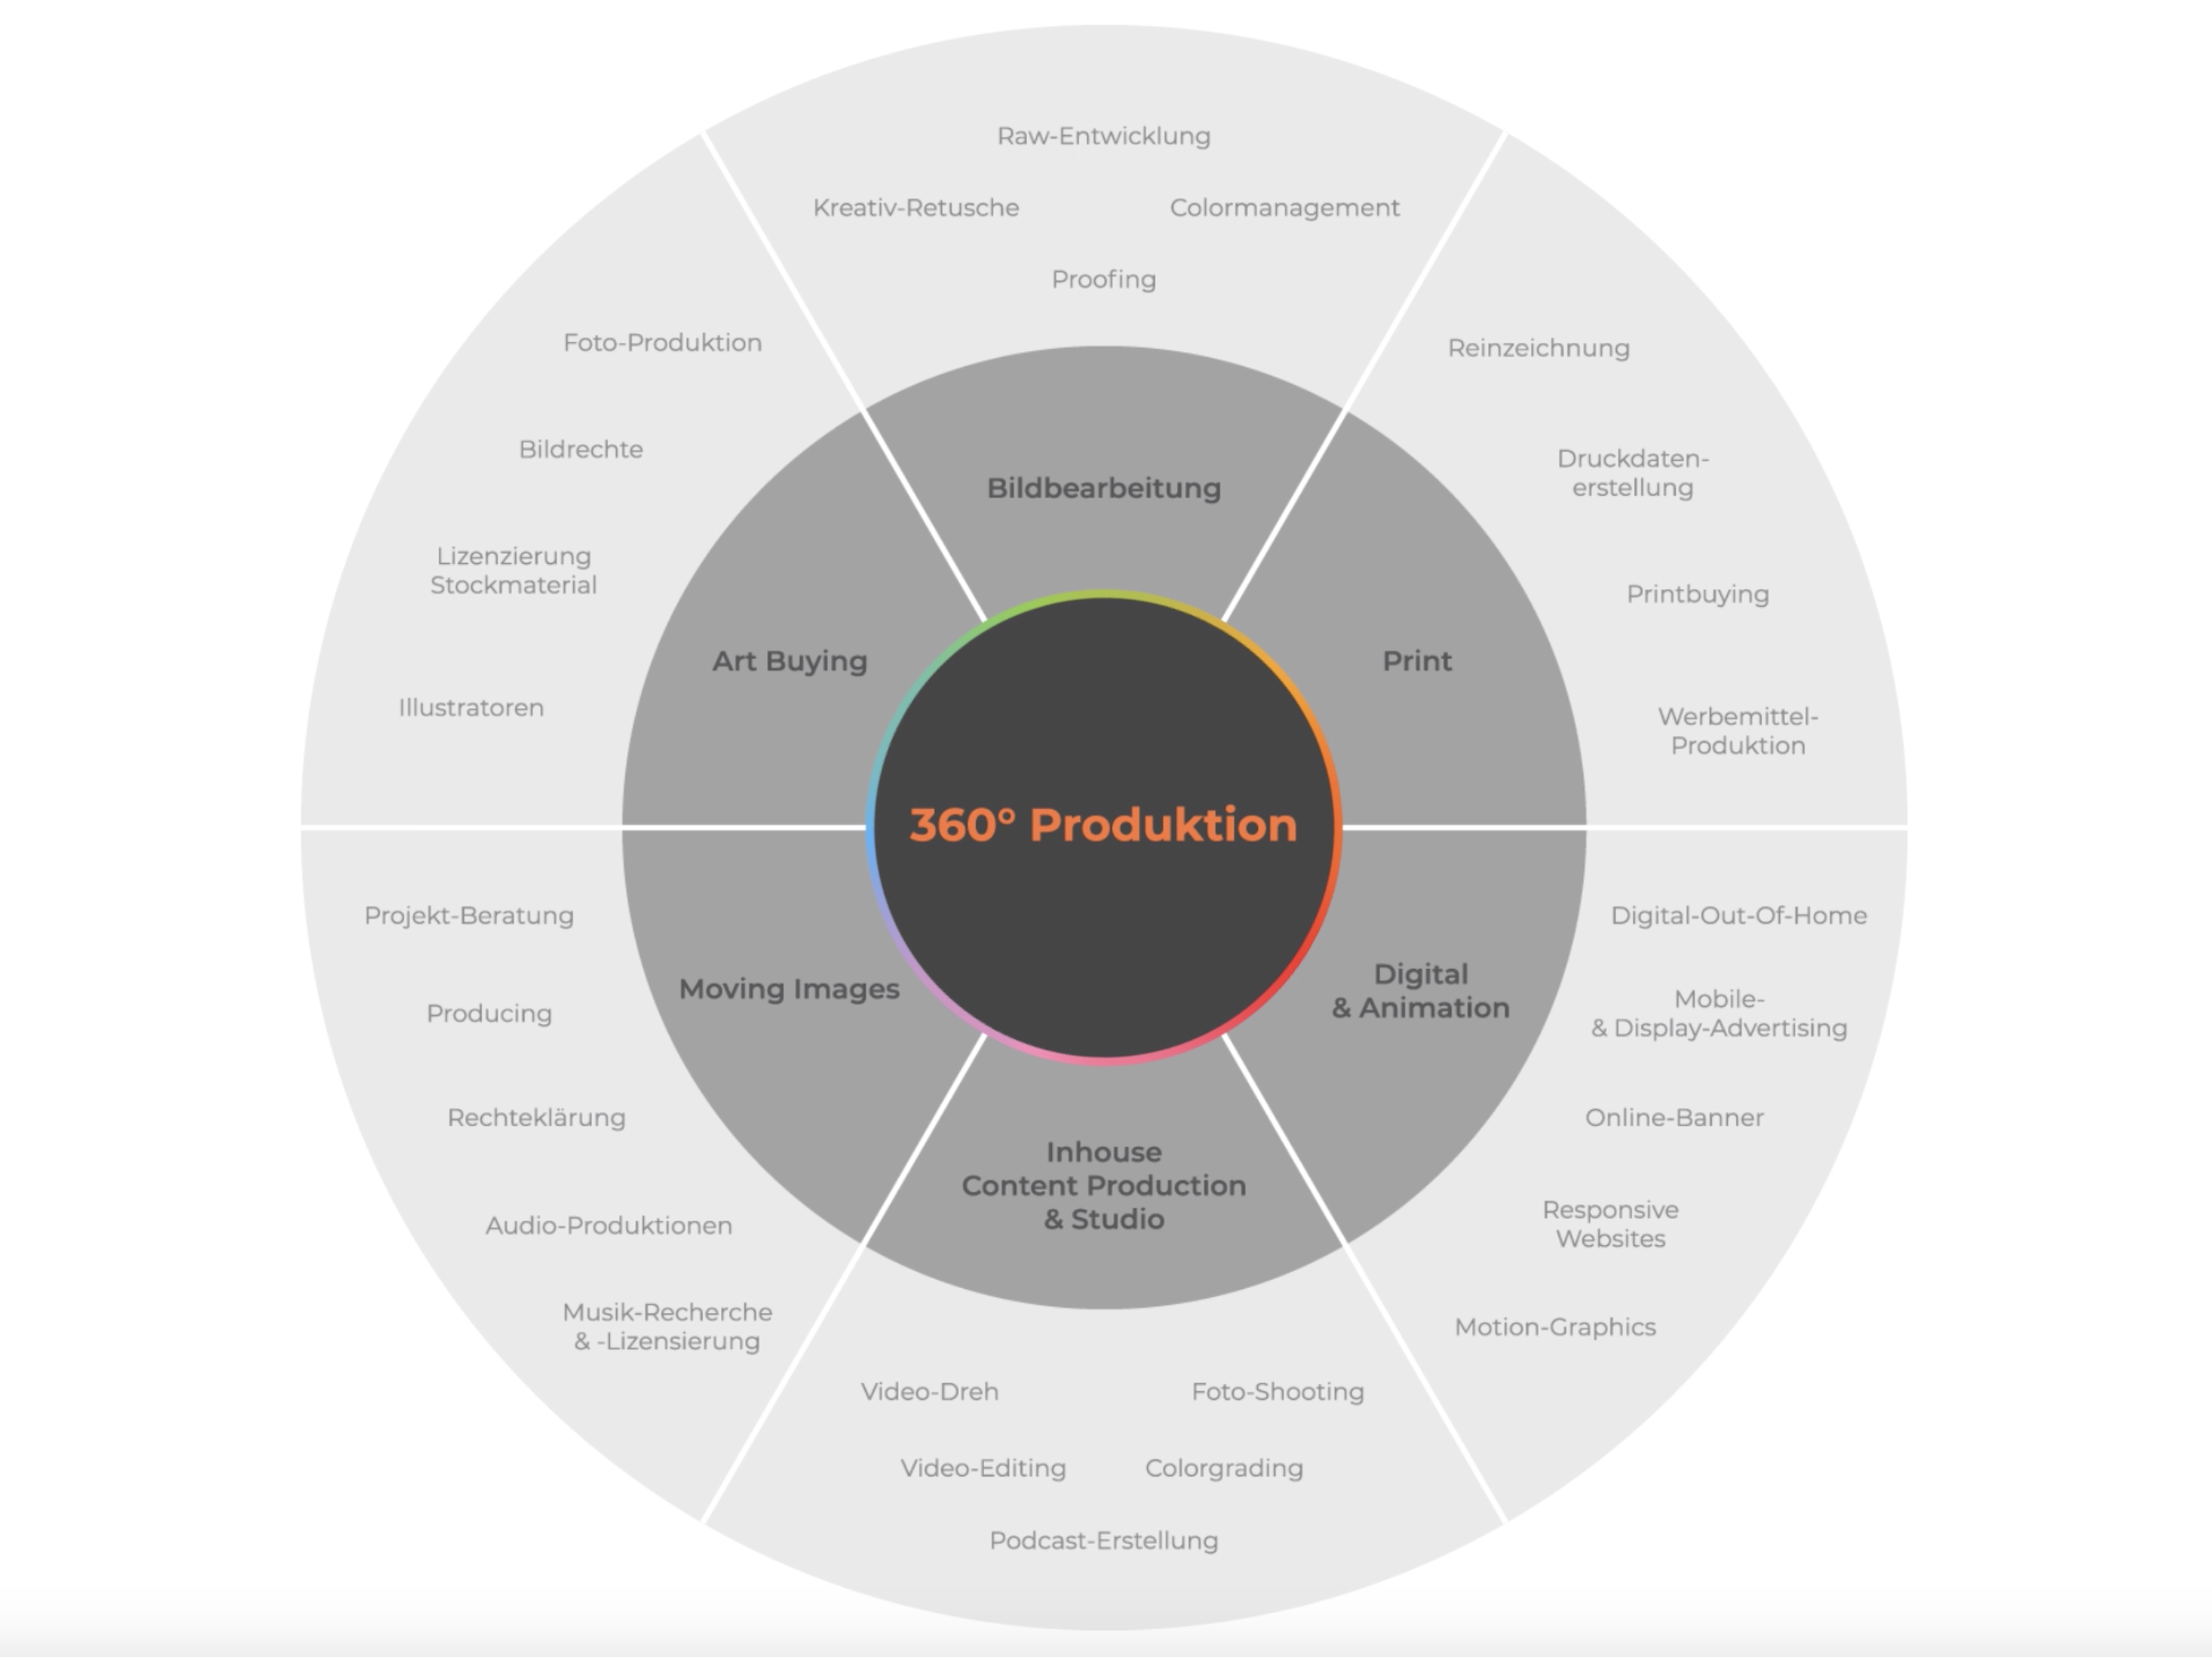 Raw-Entwicklung
Kreativ-Retusche
Colormanagement
Proofing
Bildbearbeitung
Reinzeichnung
Druckdaten-
erstellung
Printbuying
Werbemittel-
Produktion
Print
Digital-Out-Of-Home
Mobile-
& Display-Advertising
Online-Banner
Responsive
Websites
Motion-Graphics
Digital
& Animation
Inhouse
Content Production
& Studio
Video-Dreh
Foto-Shooting
Video-Editing
Colorgrading
Podcast-Erstellung
Moving Images
Projekt-Beratung
Producing
Rechteklärung
Audio-Produktionen
Musik-Recherche
& -Lizensierung
Art Buying
Foto-Produktion
Bildrechte
Lizenzierung
Stockmaterial
Illustratoren
360° Produktion